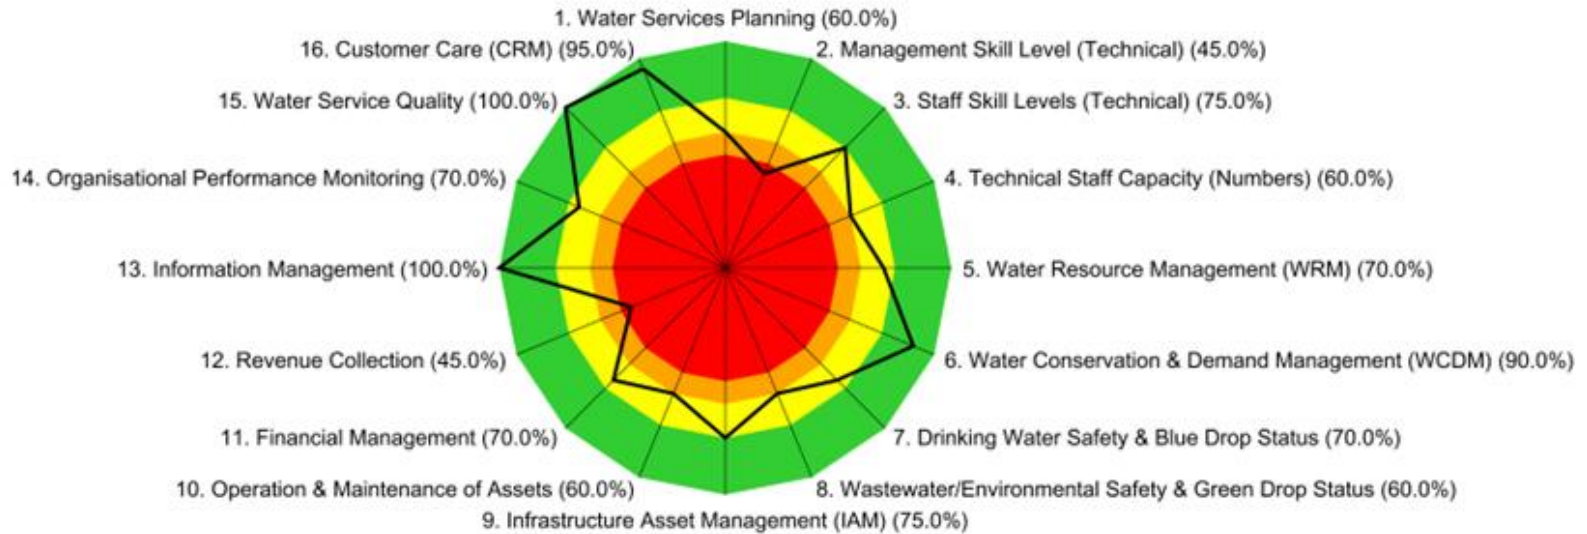 1. Water Services Planning (60.0%)
2. Management Skill Level (Technical) (45.0%)
3. Staff Skill Levels (Technical) (75.0%)
4. Technical Staff Capacity (Numbers) (60.0%)
5. Water Resource Management (WRM) (70.0%)
6. Water Conservation & Demand Management (WCDM) (90.0%)
7. Drinking Water Safety & Blue Drop Status (70.0%)
8. Wastewater/Environmental Safety & Green Drop Status (60.0%)
9. Infrastructure Asset Management (IAM) (75.0%)
10. Operation & Maintenance of Assets (60.0%)
11. Financial Management (70.0%)
12. Revenue Collection (45.0%)
13. Information Management (100.0%)
14. Organisational Performance Monitoring (70.0%)
15. Water Service Quality (100.0%)
16. Customer Care (CRM) (95.0%)